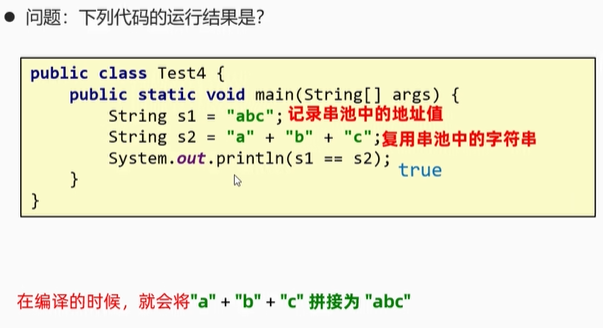 ● 问题：下列代码的运行结果是？
public class Test4 {
public static void main(String[] args) {
String s1 = "abc"; 记录串池中的地址值
String s2 = "a" + "b" + "c";复用串池中的字符串
System.out.println(s1 == s2); true
}
}
在编译的时候，就会将"a" + "b" + "c" 拼接为 "abc"